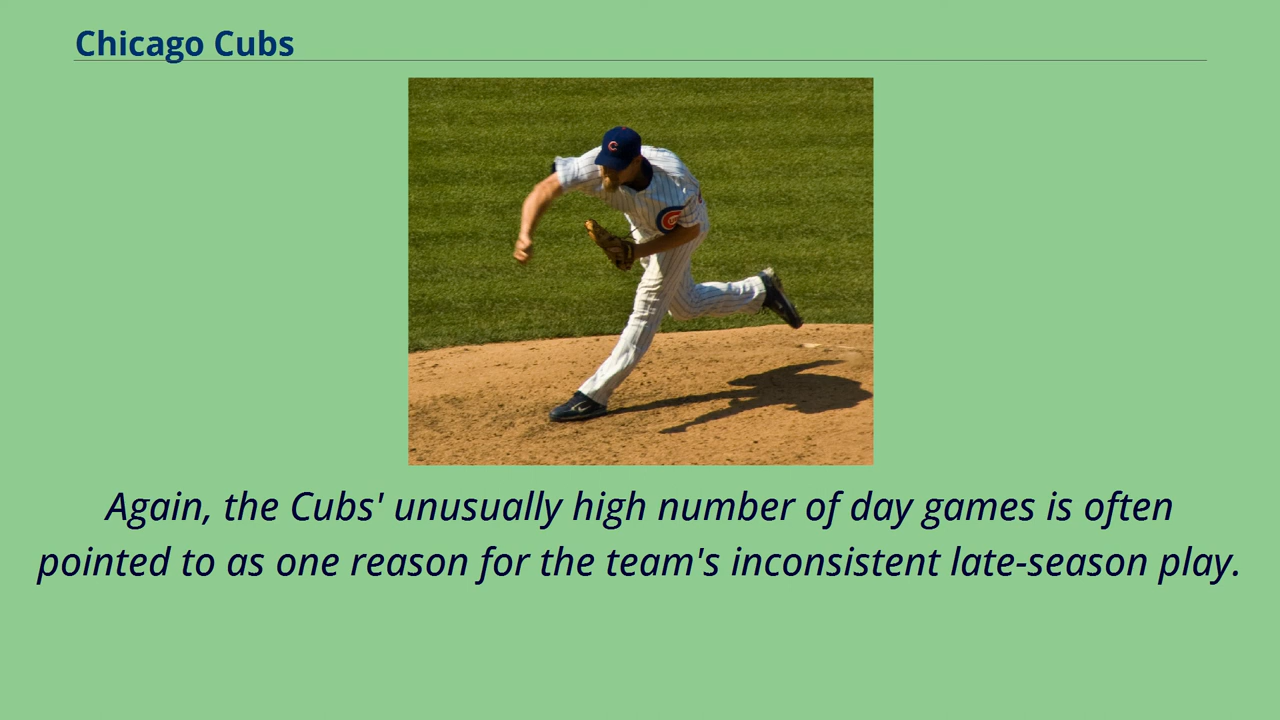 Chicago Cubs
Again, the Cubs' unusually high number of day games is often
pointed to as one reason for the team's inconsistent late-season play.